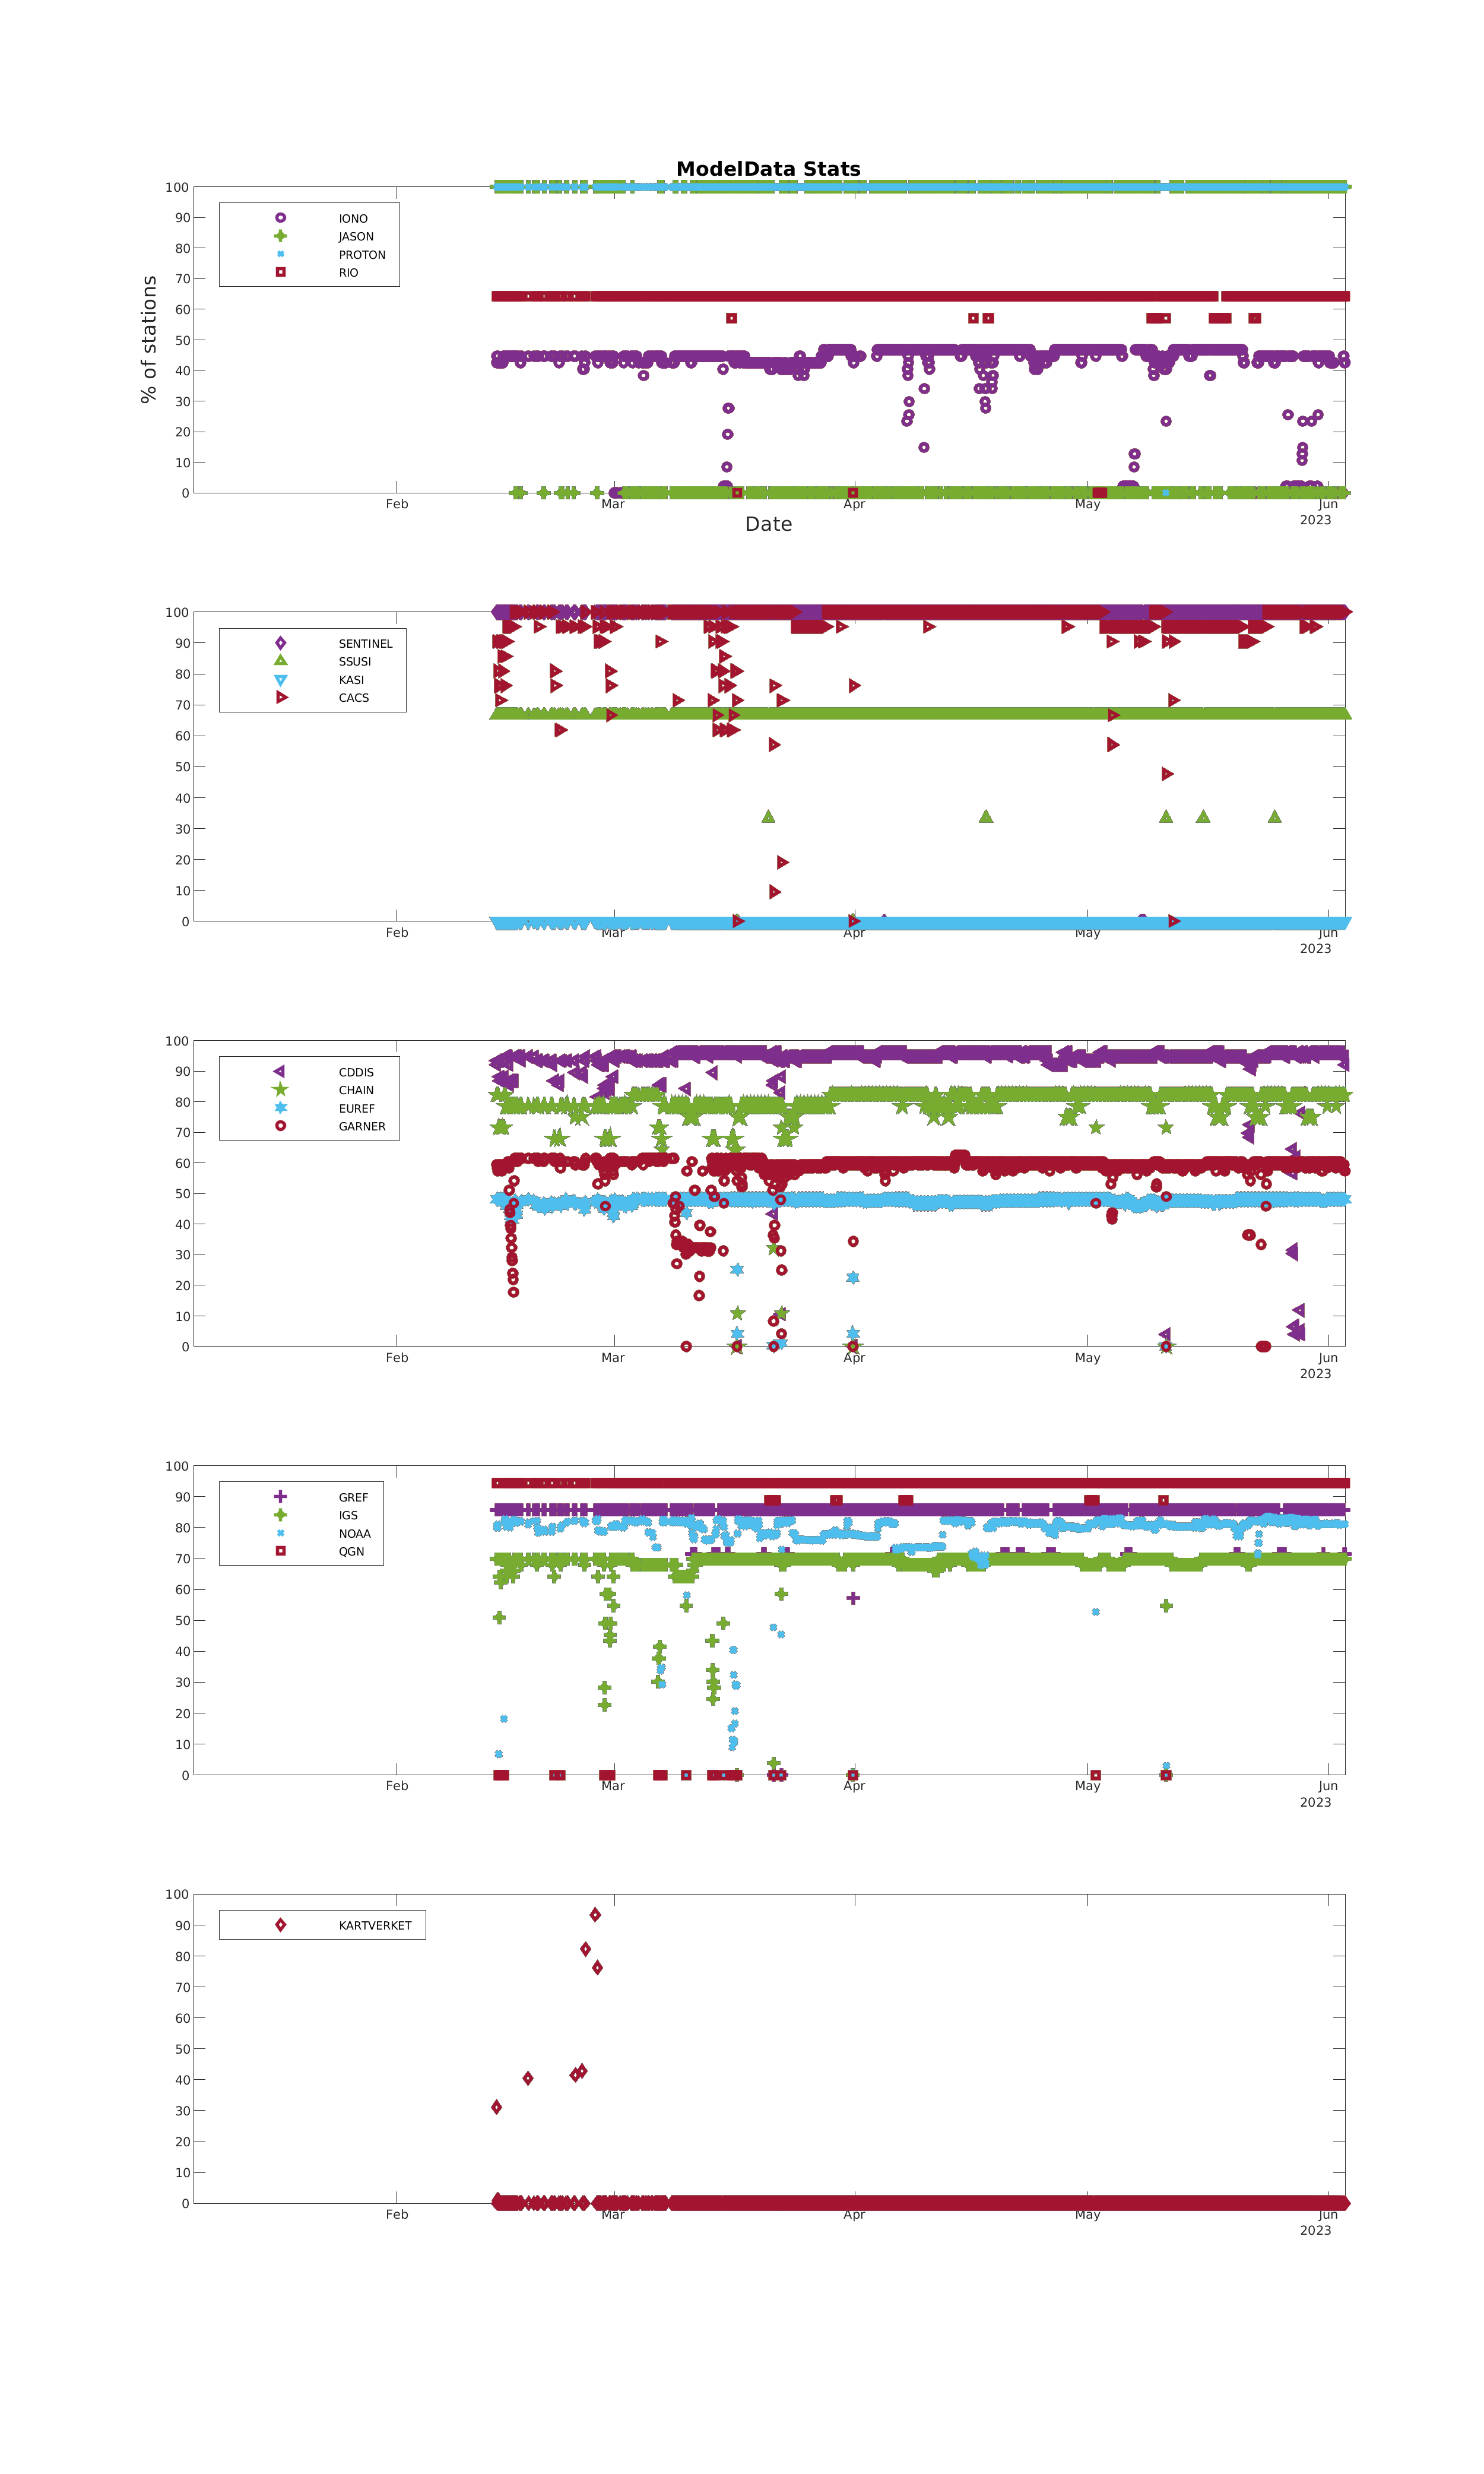 ModelData Stats
100
90
80
70
60
50
40
30
20
10
0
% of stations
IONO
JASON
PROTON
RIO
Feb
Mar
Apr
May
Jun
2023
Date
100
90
80
70
60
50
40
30
20
10
0
SENTINEL
SSUSI
KASI
CACS
Feb
Mar
Apr
May
Jun
2023
100
90
80
70
60
50
40
30
20
10
0
CDDIS
CHAIN
EUREF
GARNER
Feb
Mar
Apr
May
Jun
2023
100
90
80
70
60
50
40
30
20
10
0
GREF
IGS
NOAA
QGN
Feb
Mar
Apr
May
Jun
2023
100
90
80
70
60
50
40
30
20
10
0
KARTVERKET
Feb
Mar
Apr
May
Jun
2023